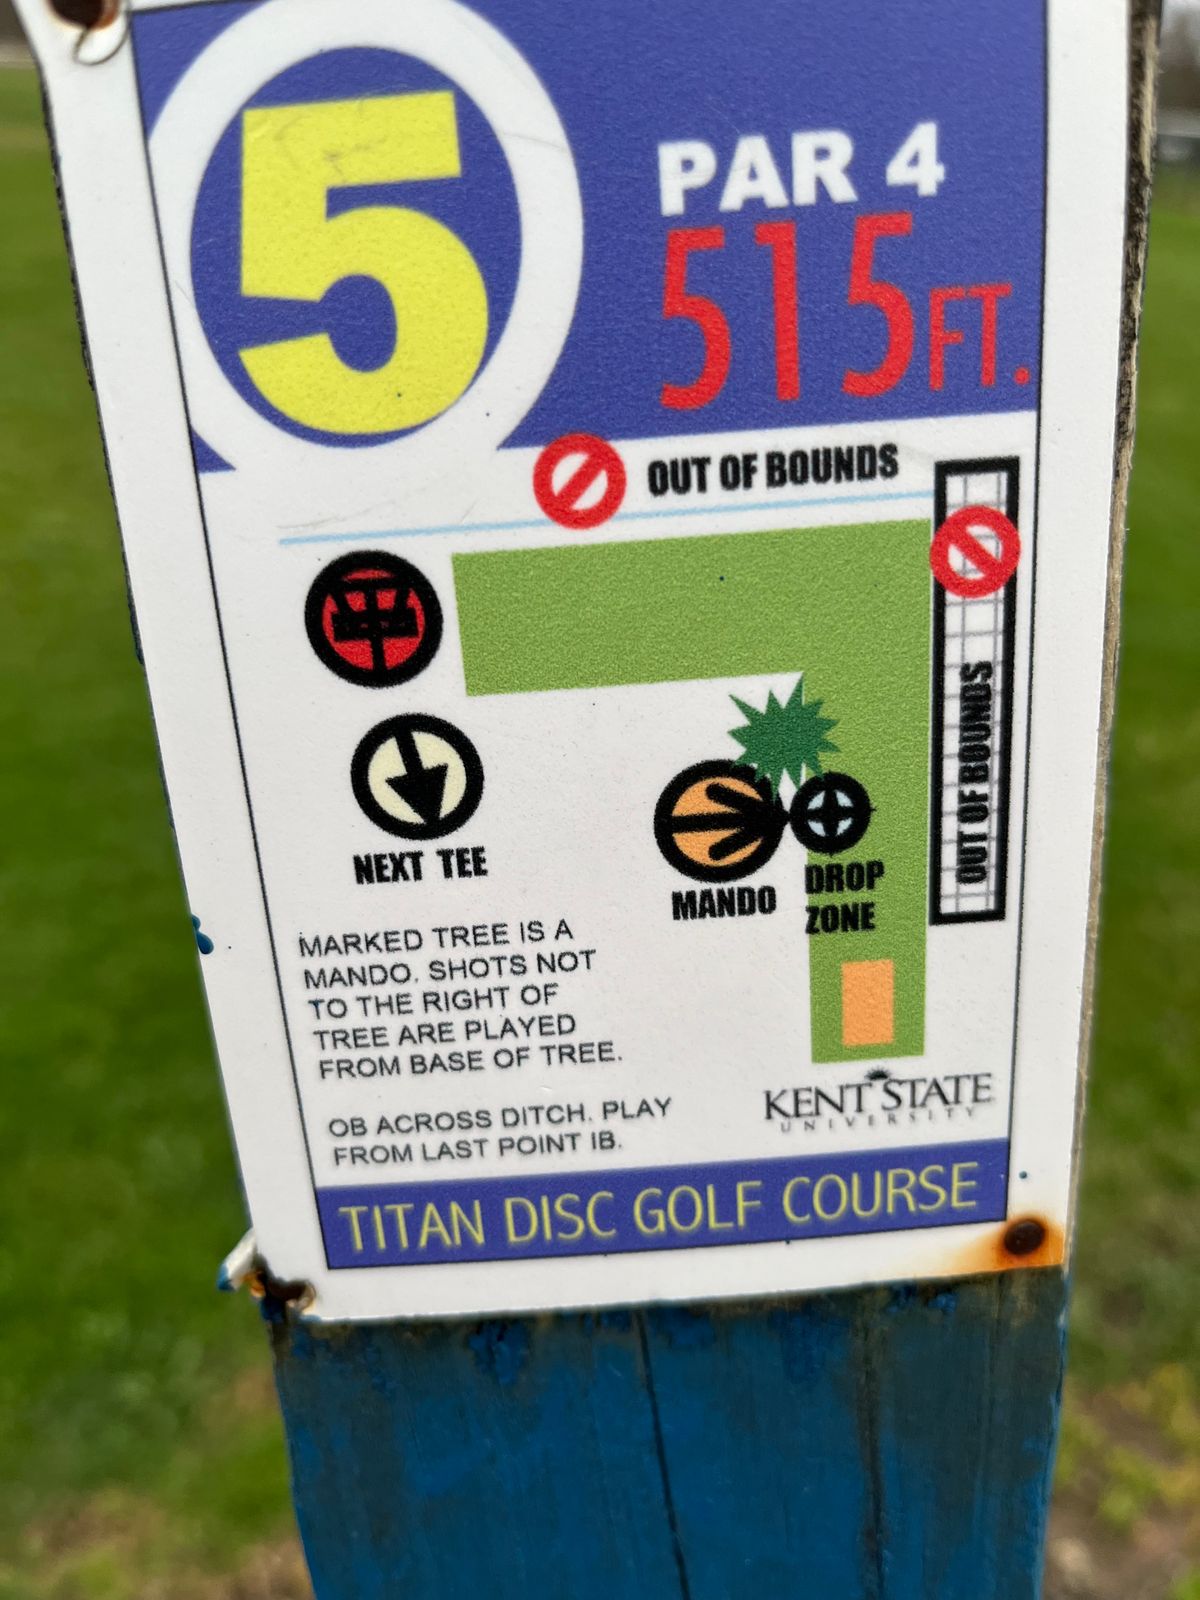 5
PAR 4
515FT.
OUT OF BOUNDS
OUT OF BOUNDS
NEXT TEE
MANDO
DROP
ZONE
MARKED TREE IS A
MANDO. SHOTS NOT
TO THE RIGHT OF
TREE ARE PLAYED
FROM BASE OF TREE.
OB ACROSS DITCH. PLAY
FROM LAST POINT IB.
KENT STATE
UNIVERSITY
TITAN DISC GOLF COURSE